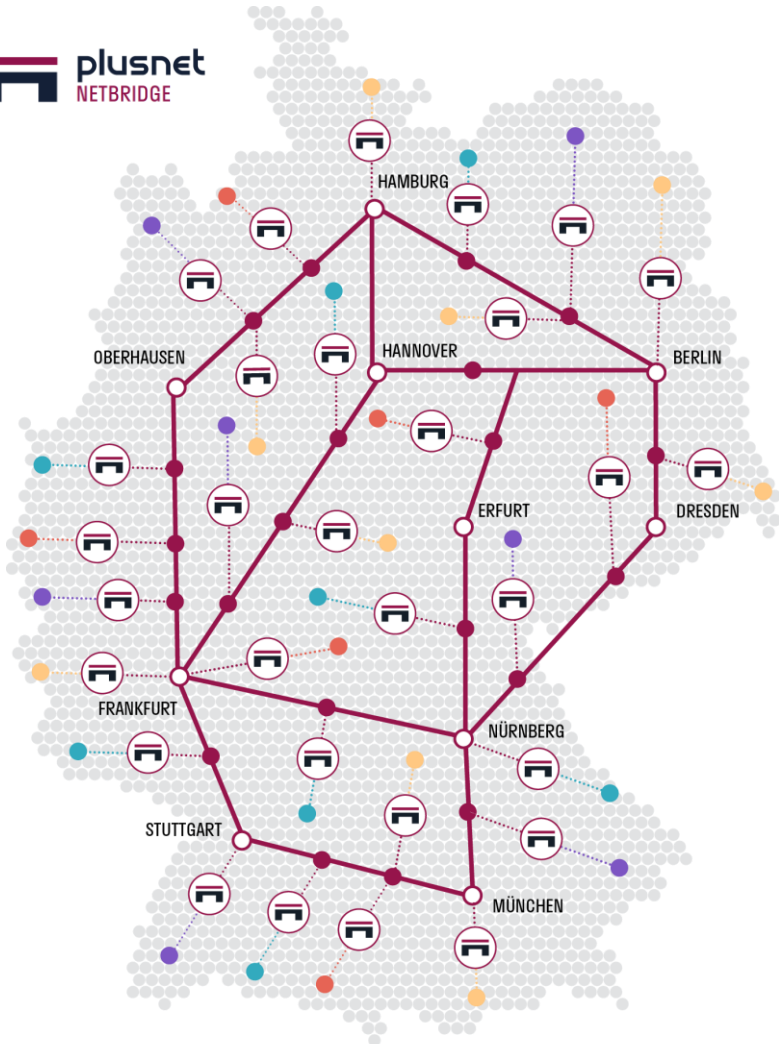 plusnet
NETBRIDGE
HAMBURG
HANNOVER
OBERHAUSEN
BERLIN
ERFURT
DRESDEN
FRANKFURT
NÜRNBERG
STUTTGART
MÜNCHEN